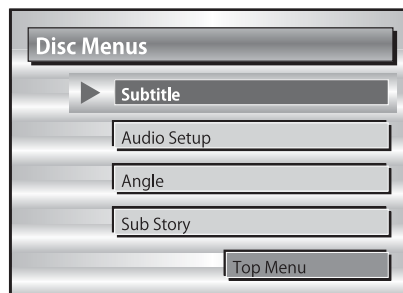 Disc Menus
Subtitle
Audio Setup
Angle
Sub Story
Top Menu